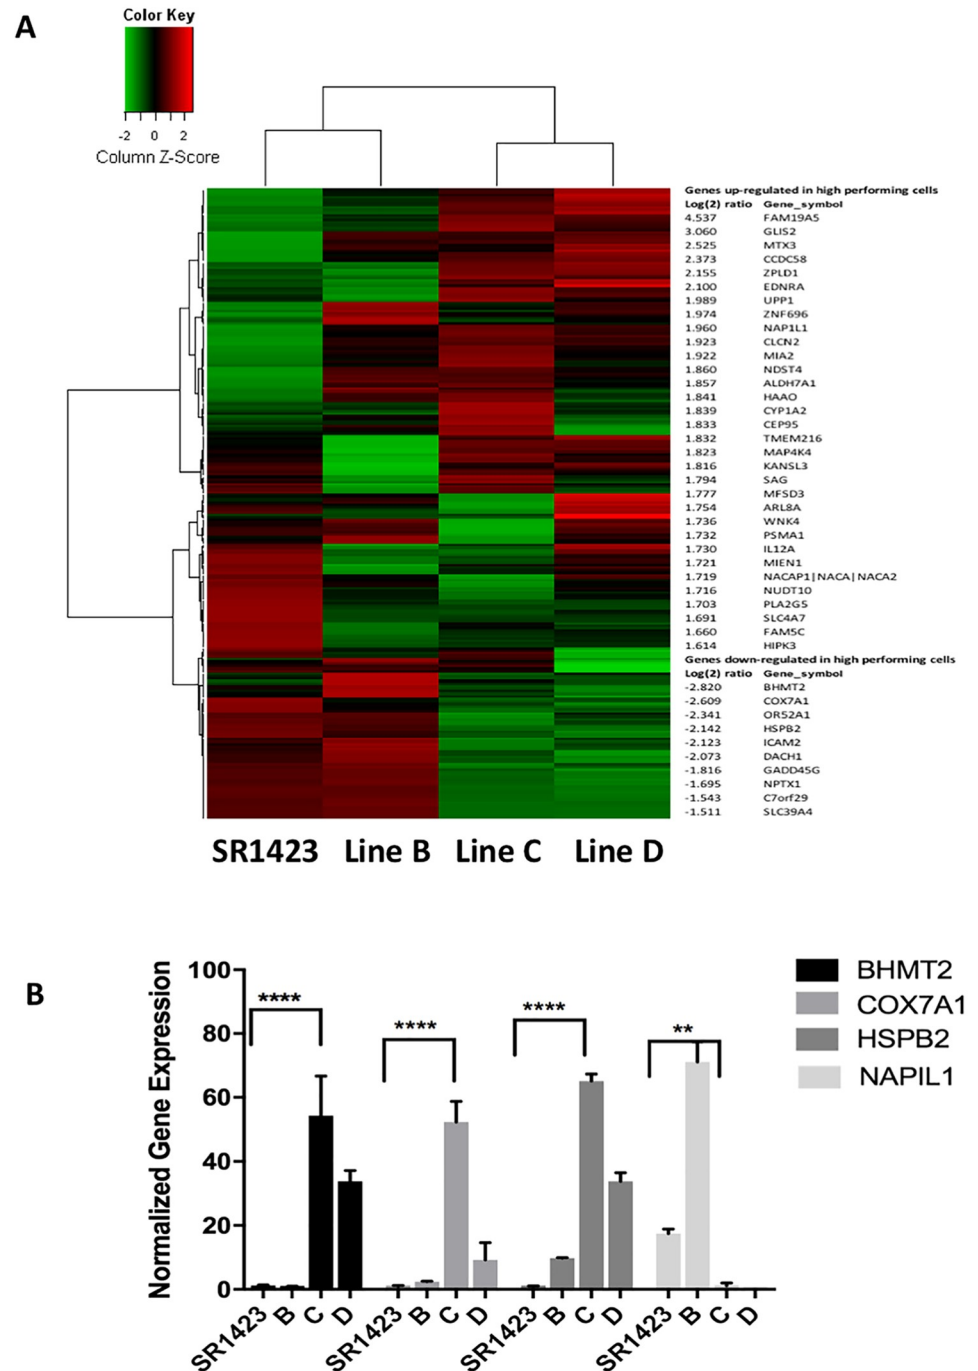 A
Color Key
-2 0 2
Column Z-Score
Genes up-regulated in high performing cells
Log(2) ratio Gene_symbol
4.537 FAM19A5
3.060 GLIS2
2.525 MTX3
2.373 CCDC58
2.155 ZPLD1
2.100 EDNRA
1.989 UPP1
1.974 ZNF696
1.960 NAP1L1
1.923 CLCN2
1.922 MIA2
1.860 NDST4
1.857 ALDH7A1
1.841 HAAO
1.839 CYP1A2
1.833 CEP95
1.832 TMEM216
1.823 MAP4K4
1.816 KANSL3
1.794 SAG
1.777 MFSD3
1.754 ARL8A
1.736 WNK4
1.732 PSMA1
1.730 IL12A
1.721 MIEN1
1.719 NACAP1|NACA|NACA2
1.716 NUDT10
1.703 PLA2G5
1.691 SLC4A7
1.660 FAM5C
1.614 HIPK3
Genes down-regulated in high performing cells
Log(2) ratio Gene_symbol
-2.820 BHMT2
-2.609 COX7A1
-2.341 OR52A1
-2.142 HSPB2
-2.123 ICAM2
-2.073 DACH1
-1.816 GADD45G
-1.695 NPTX1
-1.543 C7orf29
-1.511 SLC39A4
SR1423 Line B Line C Line D
B
Normalized Gene Expression
100
80
60
40
20
0
**** **** **** **
SR1423 B C D SR1423 B C D SR1423 B C D SR1423 B C D
BHMT2
COX7A1
HSPB2
NAPIL1